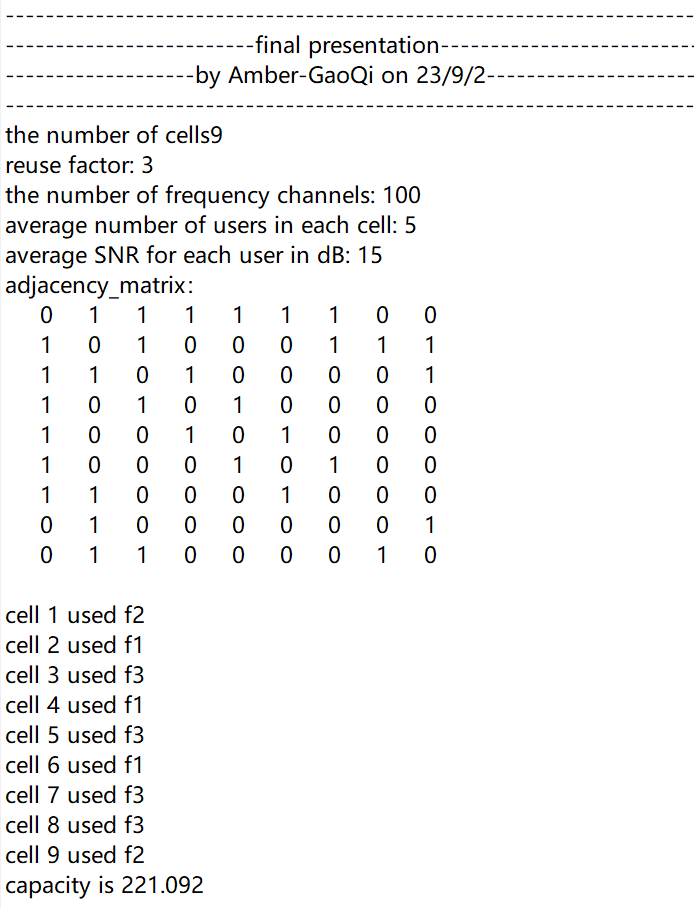 ---------------------------------------------------------------------
-------------------------final presentation--------------------------
-------------------by Amber-GaoQi on 23/9/2---------------------
---------------------------------------------------------------------
the number of cells9
reuse factor: 3
the number of frequency channels: 100
average number of users in each cell: 5
average SNR for each user in dB: 15
adjacency_matrix:
0 1 1 1 1 1 1 0 0
1 0 1 0 0 0 1 1 1
1 1 0 1 0 0 0 0 1
1 0 1 0 1 0 0 0 0
1 0 0 1 0 1 0 0 0
1 0 0 0 1 0 1 0 0
1 1 0 0 0 1 0 0 0
0 1 0 0 0 0 0 0 1
0 1 1 0 0 0 0 1 0
cell 1 used f2
cell 2 used f1
cell 3 used f3
cell 4 used f1
cell 5 used f3
cell 6 used f1
cell 7 used f3
cell 8 used f3
cell 9 used f2
capacity is 221.092